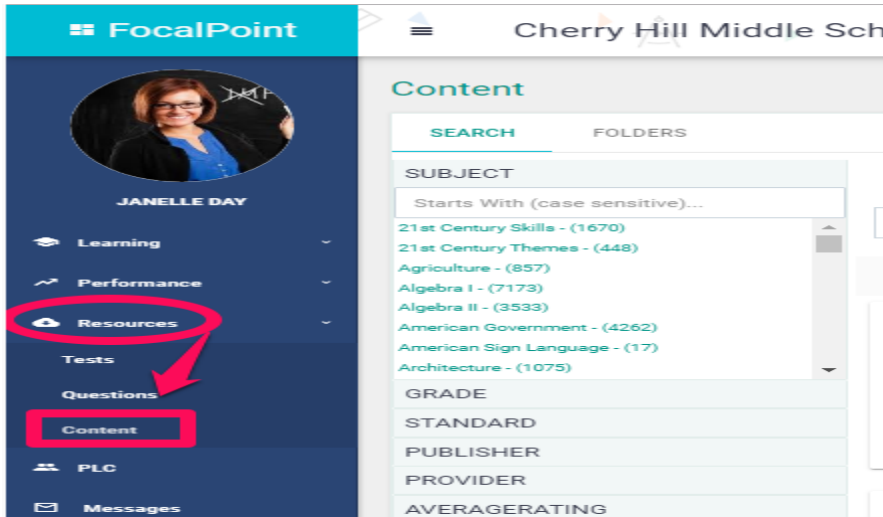 FocalPoint
Cherry Hill Middle Sch
JANELLE DAY
Learning
Performance
Resources
Tests
Questions
Content
PLC
Messages
Content
SEARCH
FOLDERS
SUBJECT
Starts With (case sensitive)...
21st Century Skills - (1670)
21st Century Themes - (448)
Agriculture - (857)
Algebra I - (7173)
Algebra II - (3533)
American Government - (4262)
American Sign Language - (17)
Architecture - (1075)
GRADE
STANDARD
PUBLISHER
PROVIDER
AVERAGERATING